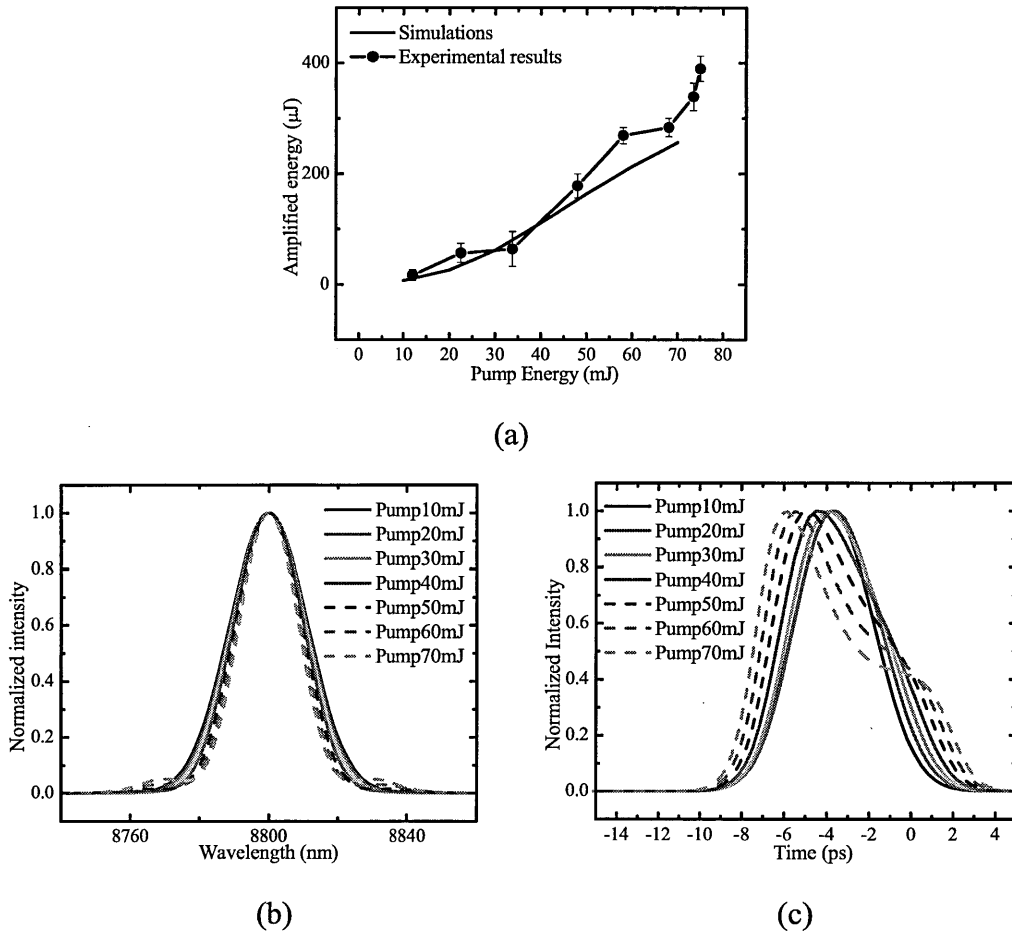 Simulations
Experimental results
400
200
0
Amplified energy (μJ)
0 10 20 30 40 50 60 70 80
Pump Energy (mJ)
(a)
1.0
0.8
0.6
0.4
0.2
0.0
Normalized intensity
Pump10mJ
Pump20mJ
Pump30mJ
Pump40mJ
Pump50mJ
Pump60mJ
Pump70mJ
8760 8800 8840
Wavelength (nm)
(b)
1.0
0.8
0.6
0.4
0.2
0.0
Normalized Intensity
Pump10mJ
Pump20mJ
Pump30mJ
Pump40mJ
Pump50mJ
Pump60mJ
Pump70mJ
-14 -12 -10 -8 -6 -4 -2 0 2 4
Time (ps)
(c)